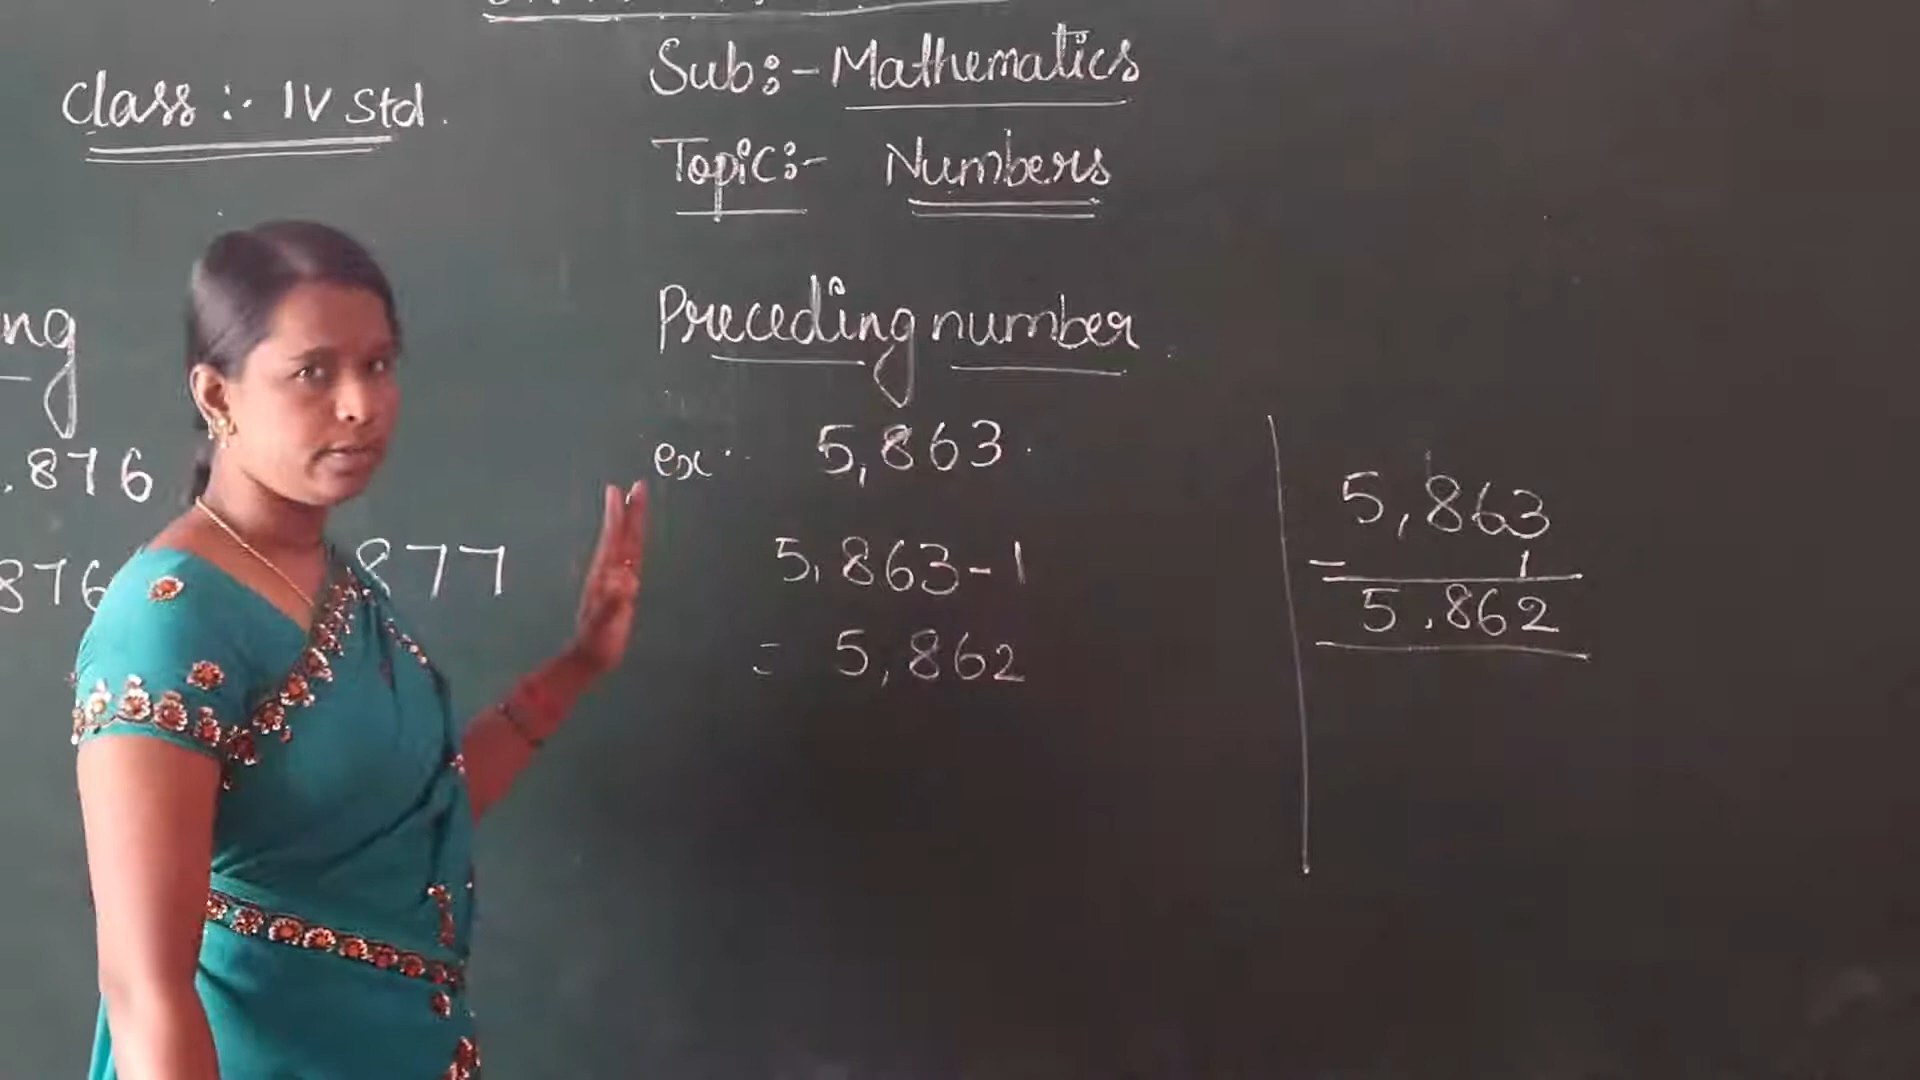 Class :- IV Std.
Sub:- Mathematics
Topic:- Numbers
ng
.876
876
877
Preceding number
ex:- 5,863.
5,863-1
= 5,862
5,863
- 1
5,862